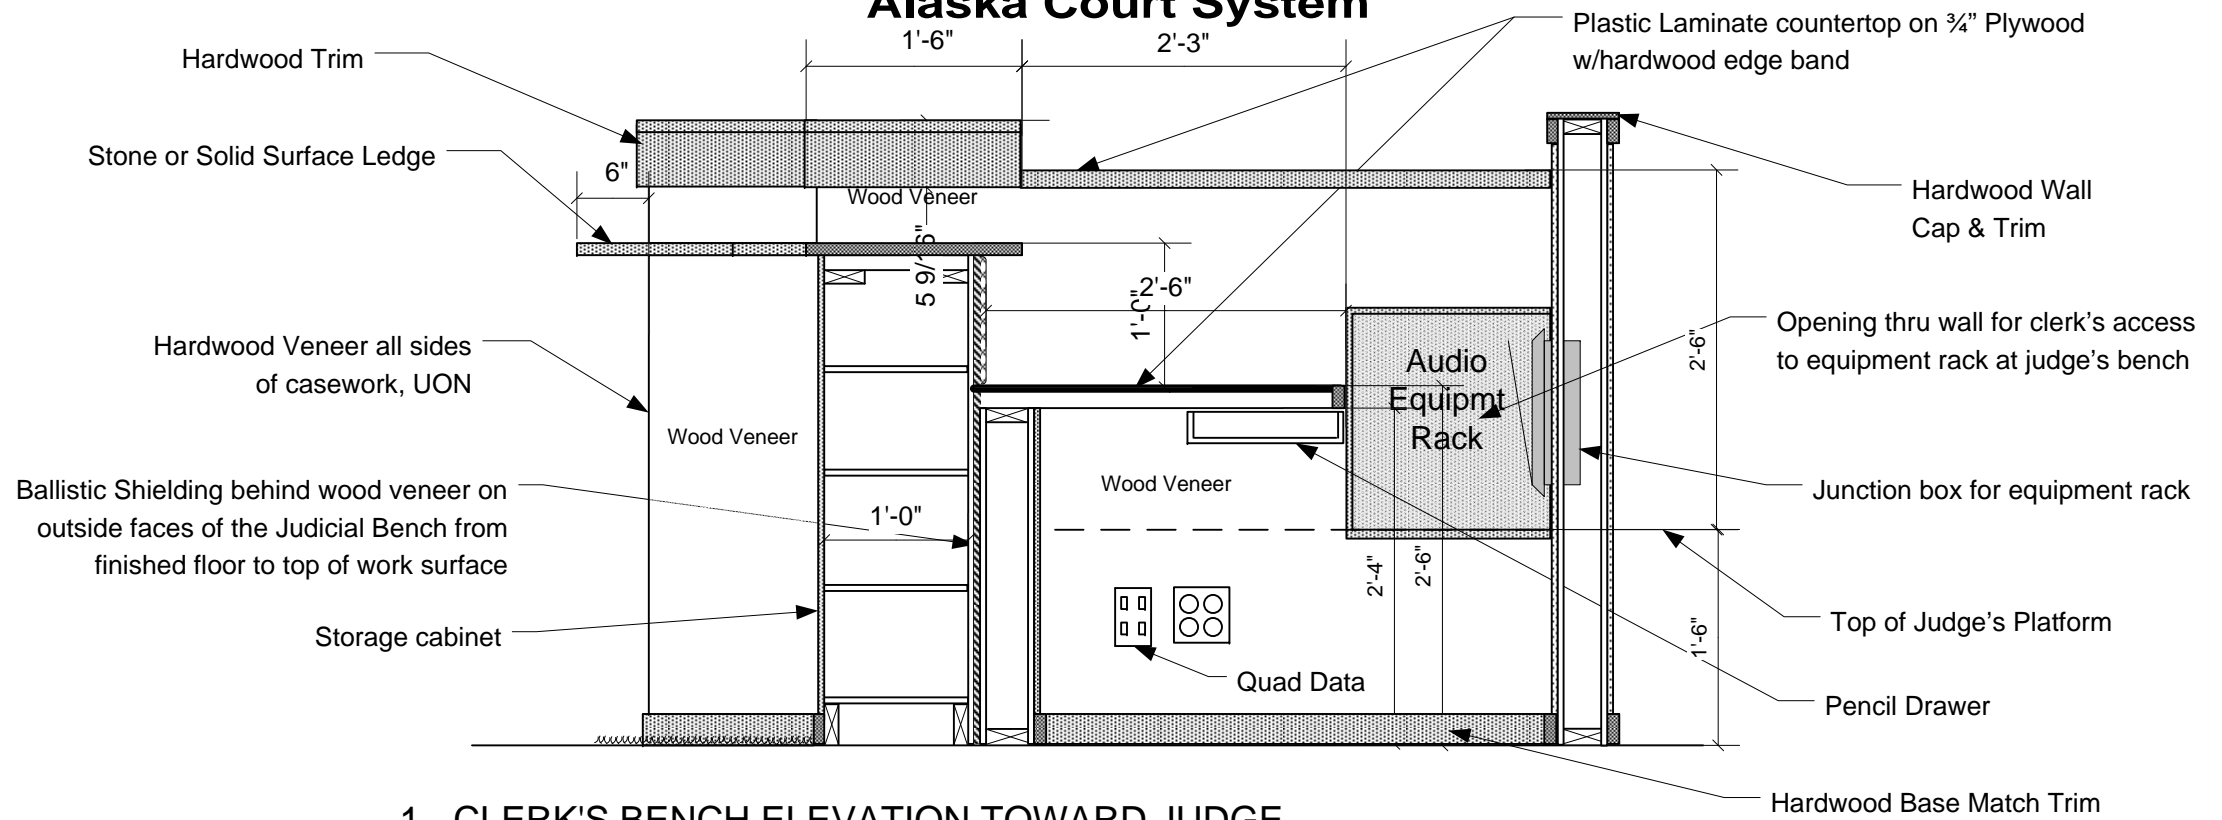 Alaska Court System
1'-6"
2'-3"
Plastic Laminate countertop on ¾” Plywood
w/hardwood edge band
Hardwood Trim
Stone or Solid Surface Ledge
6"
Wood Veneer
Hardwood Wall
Cap & Trim
2'-6"
1'-0"
Hardwood Veneer all sides
of casework, UON
Audio
Equipmt
Rack
2'-6"
Opening thru wall for clerk’s access
to equipment rack at judge’s bench
Wood Veneer
Wood Veneer
Junction box for equipment rack
Ballistic Shielding behind wood veneer on
outside faces of the Judicial Bench from
finished floor to top of work surface
1'-0"
2'-4"
2'-6"
Top of Judge’s Platform
1'-6"
Storage cabinet
Quad Data
Pencil Drawer
Hardwood Base Match Trim
1 CLERK'S BENCH ELEVATION TOWARD JUDGE